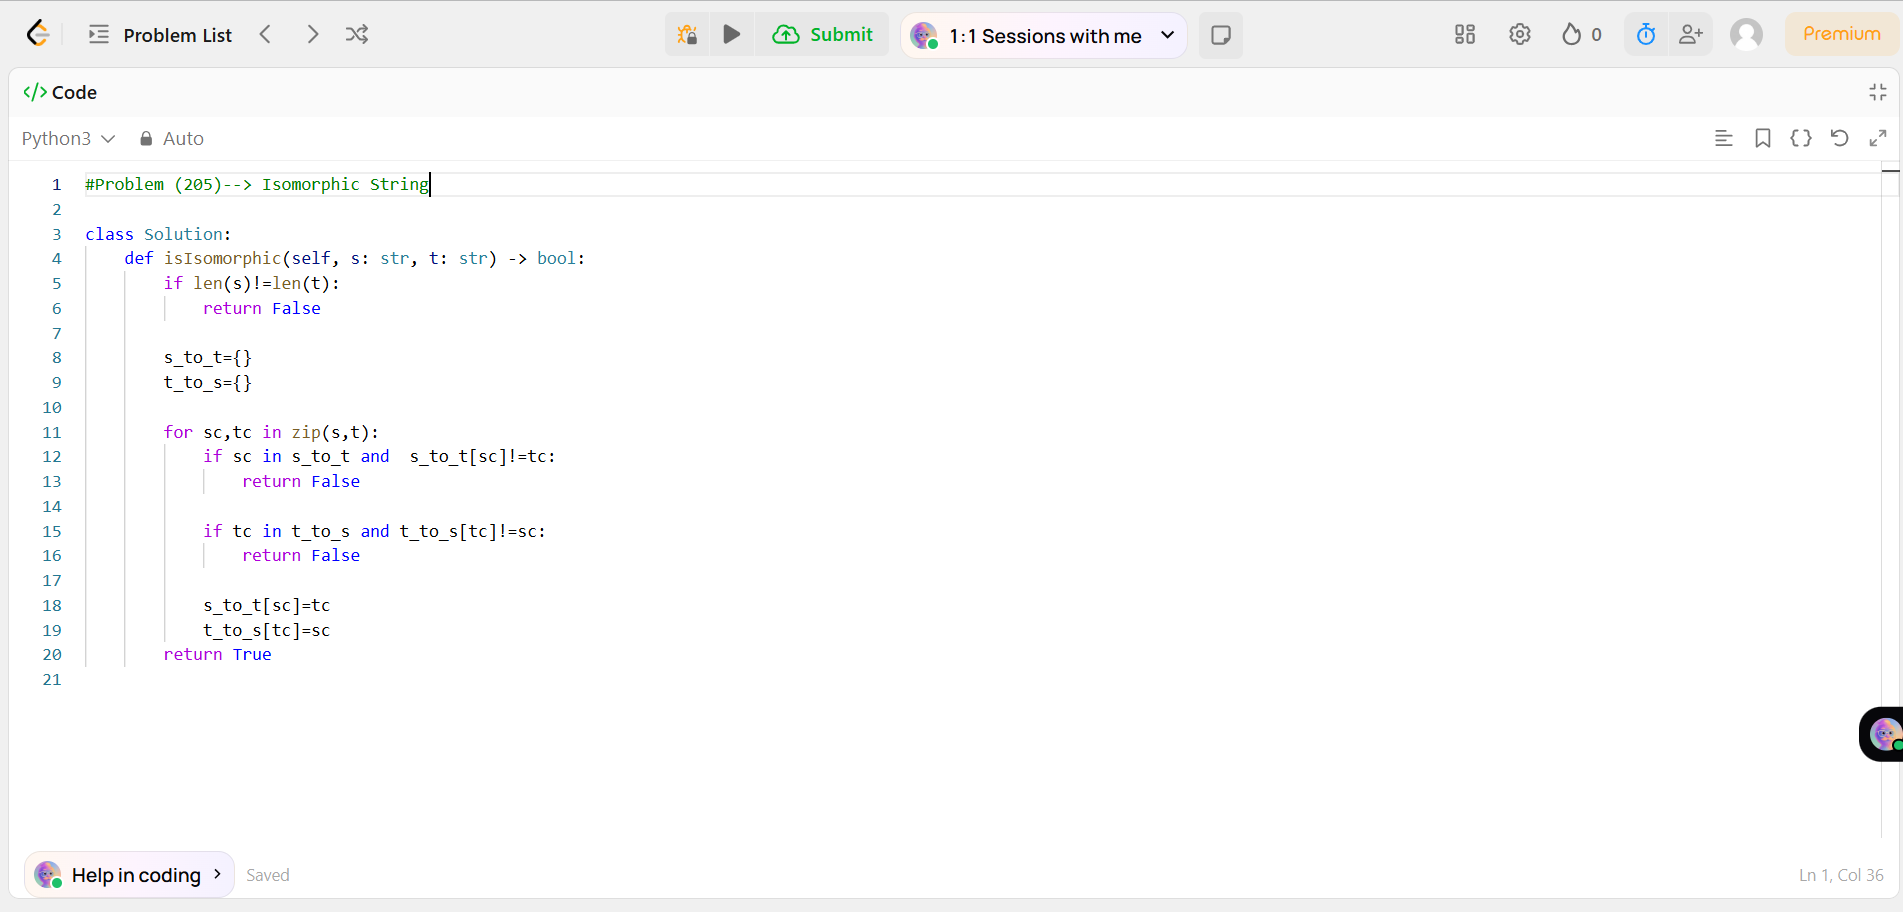 Problem List
Submit
1:1 Sessions with me
0
Premium
</> Code
Python3
Auto
1 #Problem (205)--> Isomorphic String
2
3 class Solution:
4     def isIsomorphic(self, s: str, t: str) -> bool:
5         if len(s)!=len(t):
6             return False
7
8         s_to_t={}
9         t_to_s={}
10
11         for sc,tc in zip(s,t):
12             if sc in s_to_t and  s_to_t[sc]!=tc:
13                 return False
14
15             if tc in t_to_s and t_to_s[tc]!=sc:
16                 return False
17
18             s_to_t[sc]=tc
19             t_to_s[tc]=sc
20         return True
21
Help in coding
Saved
Ln 1, Col 36